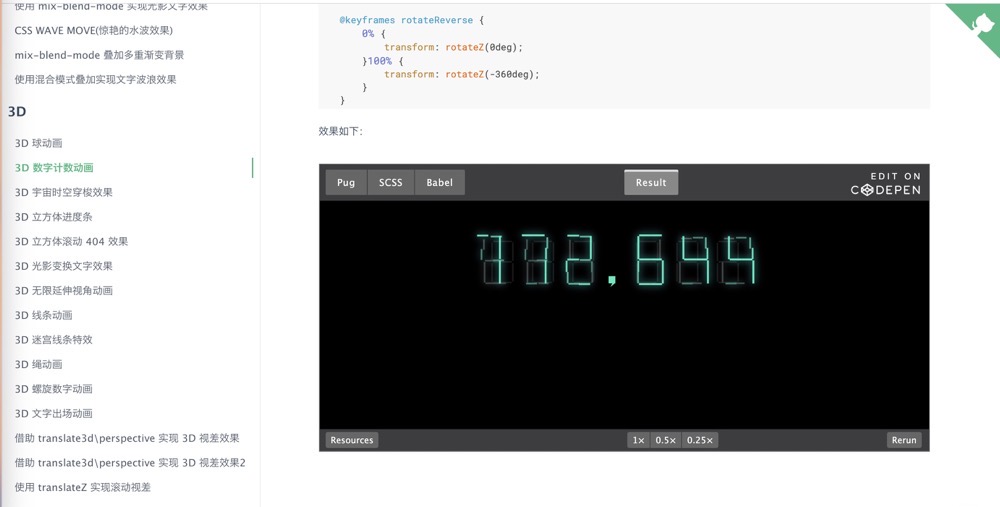 使用 mix-blend-mode 实现光影文字效果
CSS WAVE MOVE(惊艳的水波效果)
mix-blend-mode 叠加多重渐变背景
使用混合模式叠加实现文字波浪效果
3D
3D 球动画
3D 数字计数动画
3D 宇宙时空穿梭效果
3D 立方体进度条
3D 立方体滚动 404 效果
3D 光影变换文字效果
3D 无限延伸视角动画
3D 线条动画
3D 迷宫线条特效
3D 绳动画
3D 螺旋数字动画
3D 文字出场动画
借助 translate3d\perspective 实现 3D 视差效果
借助 translate3d\perspective 实现 3D 视差效果2
使用 translateZ 实现滚动视差
@keyframes rotateReverse {
0% {
transform: rotateZ(0deg);
}100% {
transform: rotateZ(-360deg);
}
}
效果如下：
Pug SCSS Babel Result EDIT ON
CODEPEN
772.644
Resources 1× 0.5× 0.25× Rerun